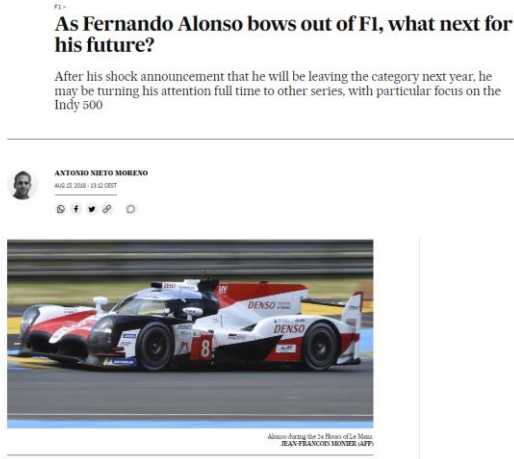 F1 >
As Fernando Alonso bows out of F1, what next for
his future?
After his shock announcement that he will be leaving the category next year, he
may be turning his attention full time to other series, with particular focus on the
Indy 500
ANTONIO NIETO MORENO
AUG 15, 2018 - 13:12 CEST
DENSO
DENSO
HY
8
Alonso during the 24 Hours of Le Mans.
JEAN-FRANCOIS MONIER (AFP)